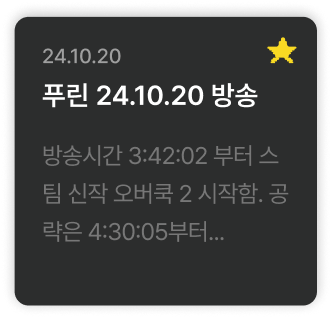 24.10.20
푸린 24.10.20 방송
방송시간 3:42:02 부터 스
팀 신작 오버쿡 2 시작함. 공
략은 4:30:05부터...